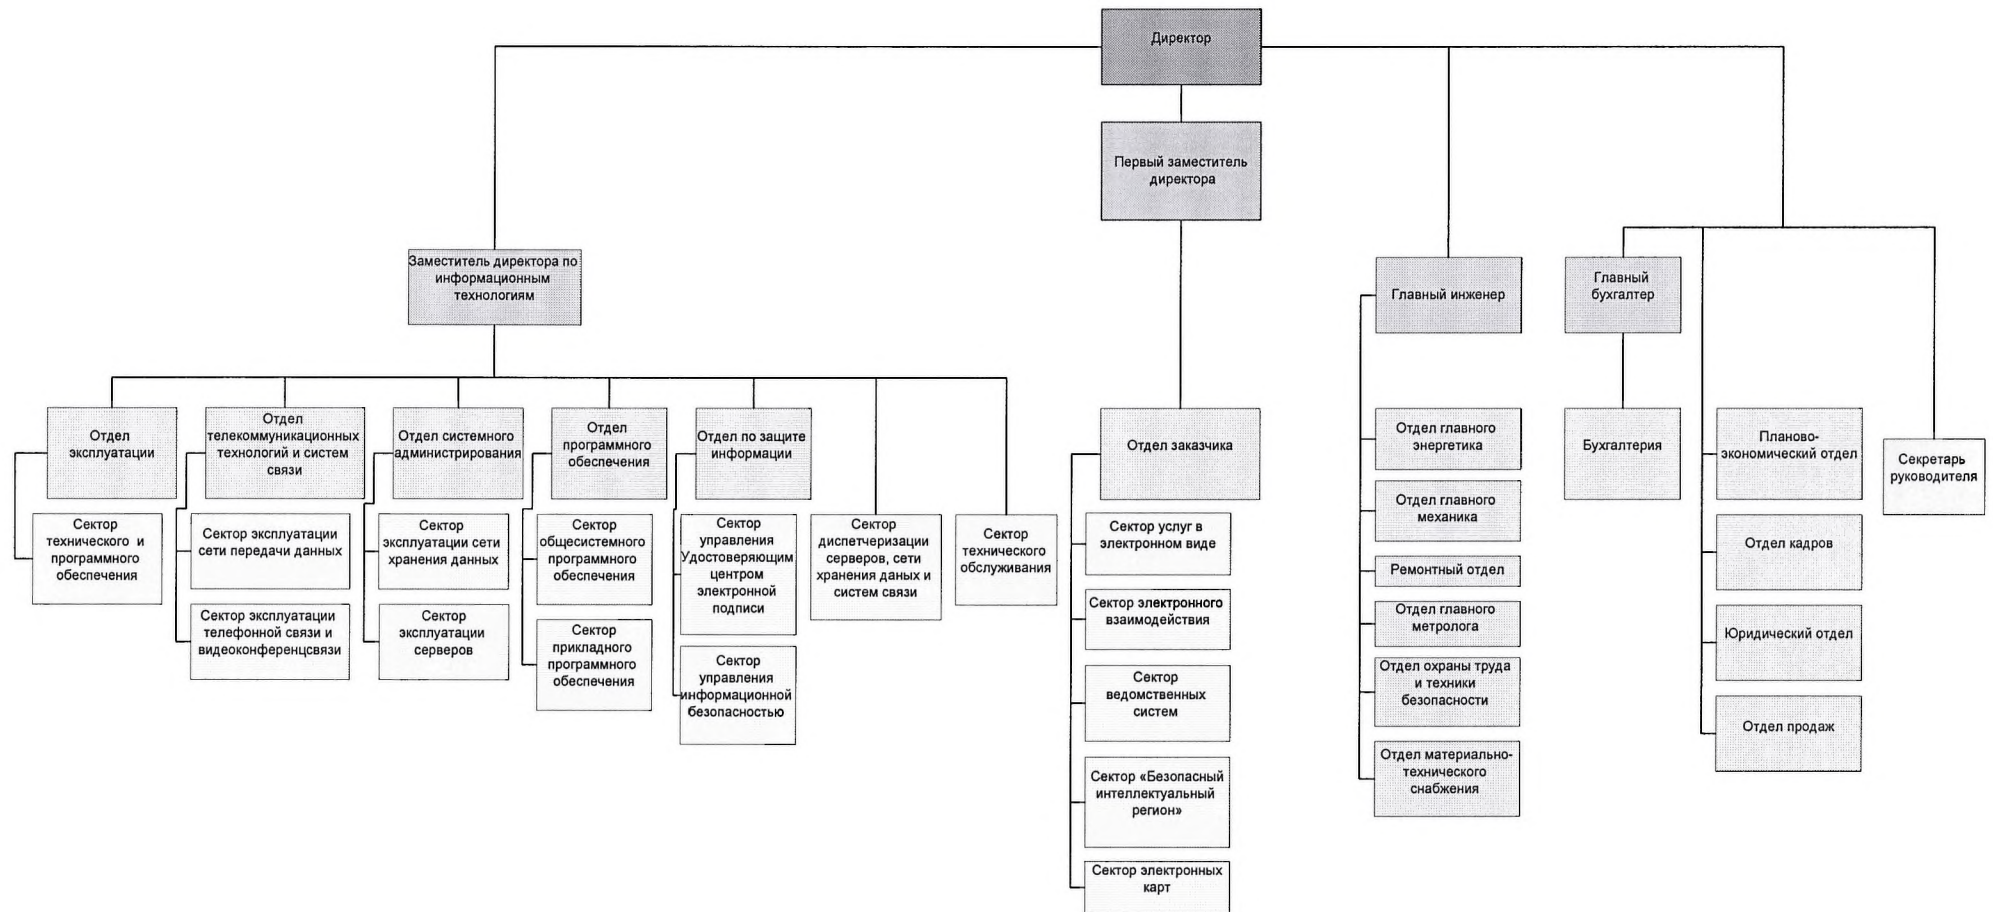 Директор
Первый заместитель
директора
Заместитель директора по
информационным
технологиям
Главный инженер
Главный
бухгалтер
Отдел
эксплуатации
Сектор
технического и
программного
обеспечения
Отдел
телекоммуникационных
технологий и систем
связи
Сектор эксплуатации
сети передачи данных
Сектор эксплуатации
телефонной связи и
видеоконференцсвязи
Отдел системного
администрирования
Сектор
эксплуатации сети
хранения данных
Сектор
эксплуатации
серверов
Отдел
программного
обеспечения
Сектор
общесистемного
программного
обеспечения
Сектор
прикладного
программного
обеспечения
Отдел по защите
информации
Сектор
управления
Удостоверяющим
центром
электронной
подписи
Сектор
управления
информационной
безопасностью
Сектор
диспетчеризации
серверов, сети
хранения даных и
систем связи
Сектор
технического
обслуживания
Отдел заказчика
Сектор услуг в
электронном виде
Сектор электронного
взаимодействия
Сектор
ведомственных
систем
Сектор «Безопасный
интеллектуальный
регион»
Сектор электронных
карт
Отдел главного
энергетика
Отдел главного
механика
Ремонтный отдел
Отдел главного
метролога
Отдел охраны труда
и техники
безопасности
Отдел материально-
технического
снабжения
Бухгалтерия
Планово-
экономический отдел
Отдел кадров
Юридический отдел
Отдел продаж
Секретарь
руководителя